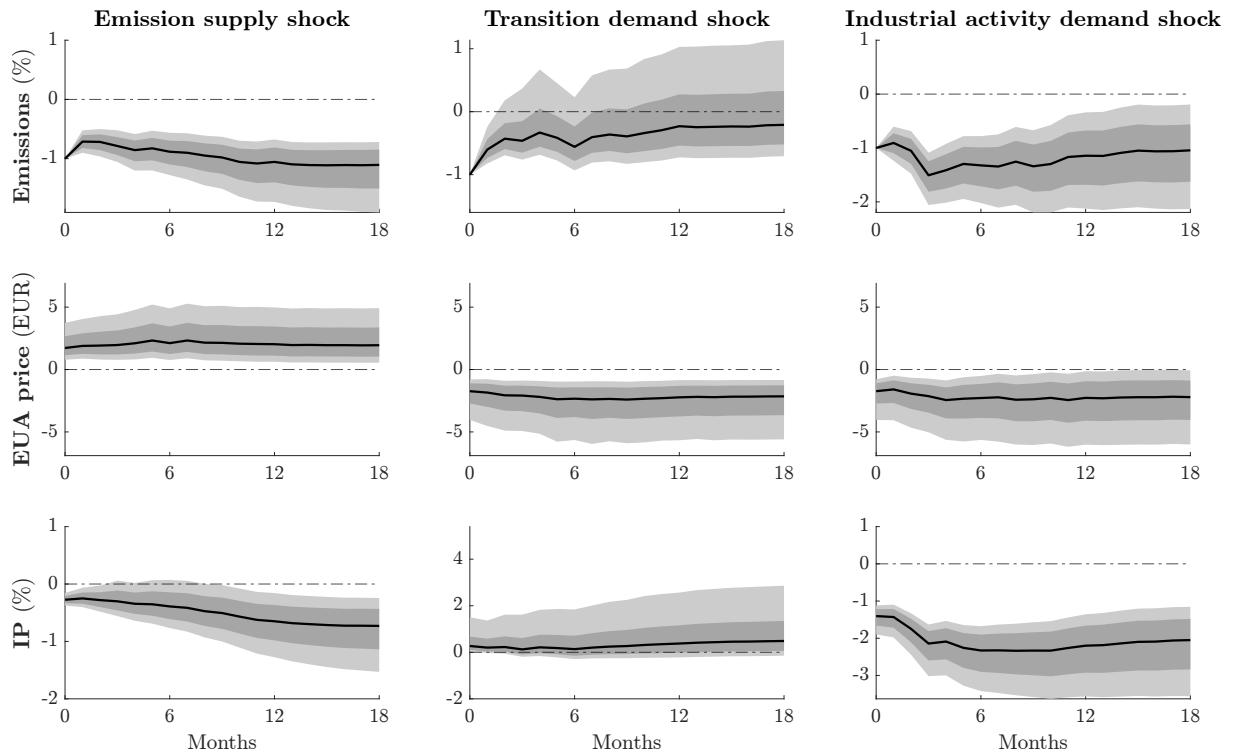 Emission supply shock
Transition demand shock
Industrial activity demand shock
Emissions (%)
1
0
-1
0 6 12 18
1
0
-1
0 6 12 18
1
0
-1
-2
0 6 12 18
EUA price (EUR)
5
0
-5
0 6 12 18
5
0
-5
0 6 12 18
5
0
-5
0 6 12 18
IP (%)
1
0
-1
-2
0 6 12 18
Months
4
2
0
-2
0 6 12 18
Months
1
0
-1
-2
-3
0 6 12 18
Months